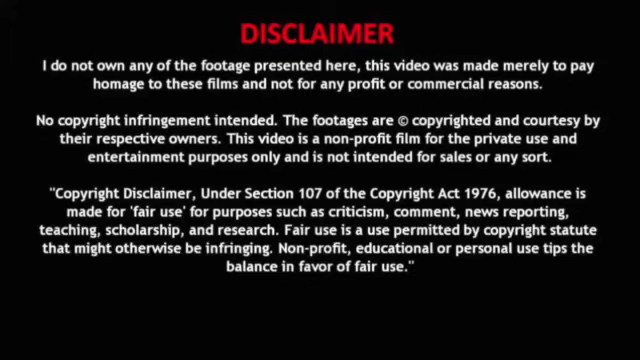 DISCLAIMER
I do not own any of the footage presented here, this video was made merely to pay
homage to these films and not for any profit or commercial reasons.
No copyright infringement intended. The footages are © copyrighted and courtesy by
their respective owners. This video is a non-profit film for the private use and
entertainment purposes only and is not intended for sales or any sort.
"Copyright Disclaimer, Under Section 107 of the Copyright Act 1976, allowance is
made for 'fair use' for purposes such as criticism, comment, news reporting,
teaching, scholarship, and research. Fair use is a use permitted by copyright statute
that might otherwise be infringing. Non-profit, educational or personal use tips the
balance in favor of fair use."